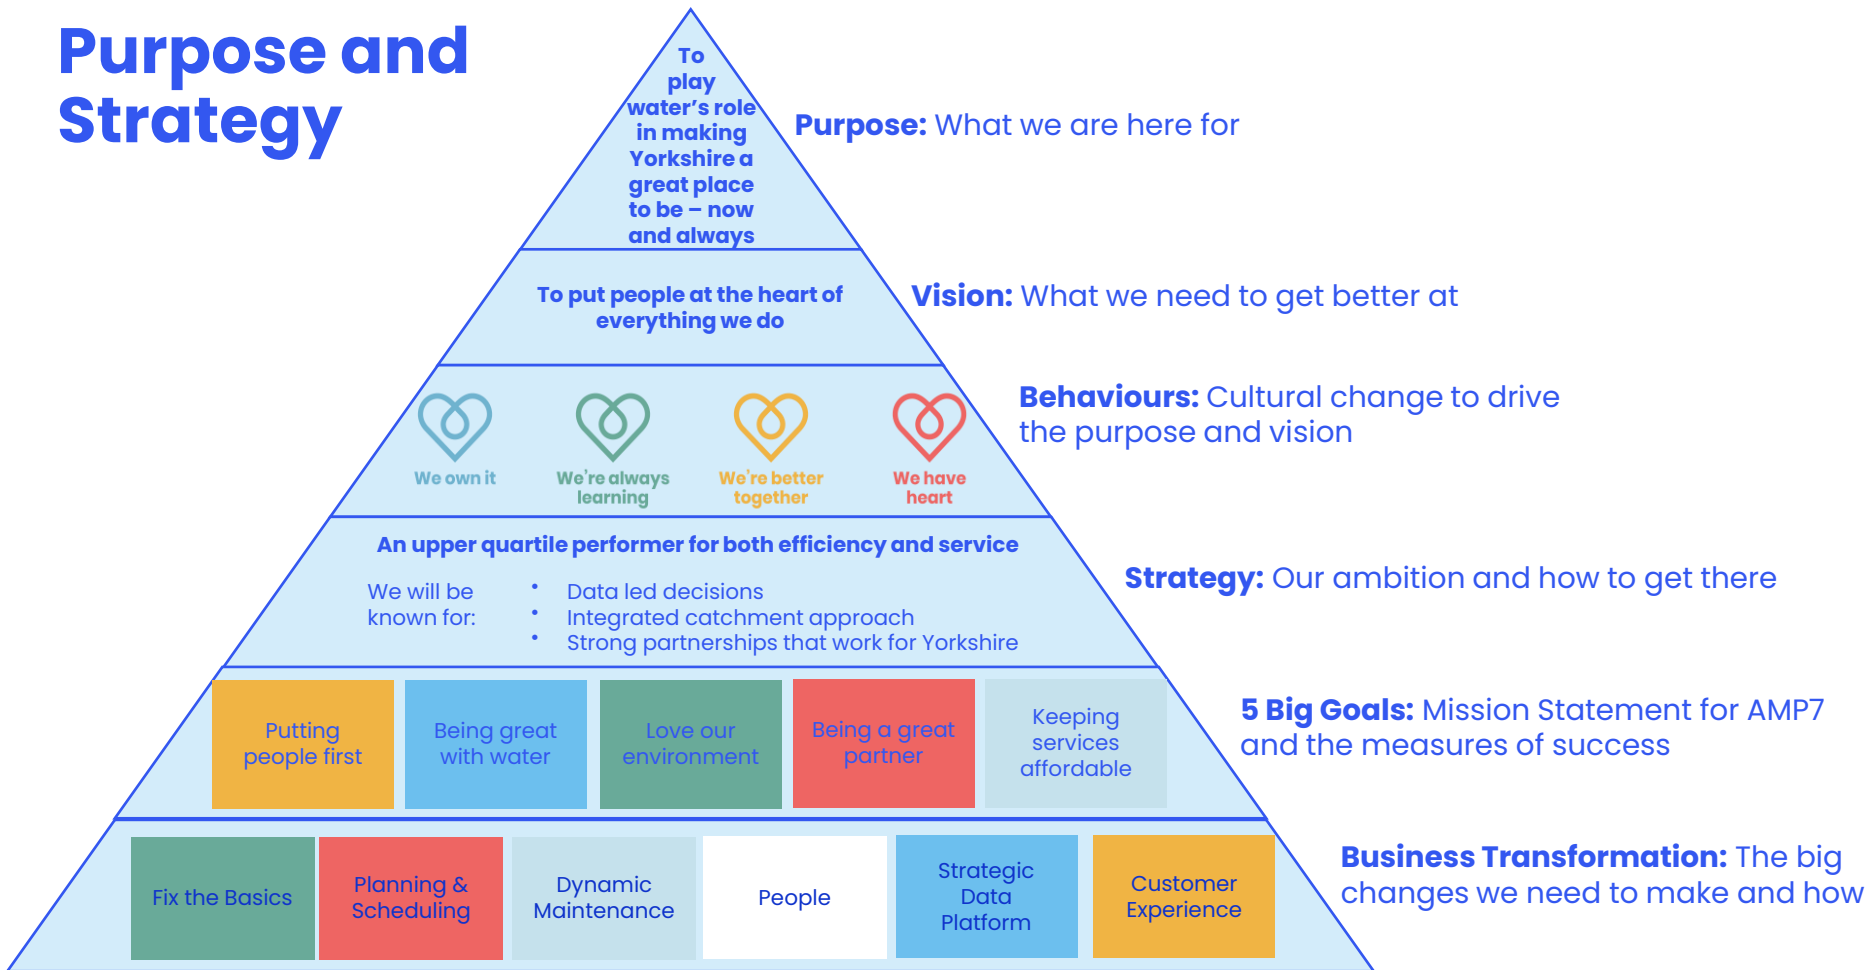 Purpose and
Strategy
To
play
water's role
in making
Yorkshire a
great place
to be – now
and always
Purpose: What we are here for
To put people at the heart of
everything we do
Vision: What we need to get better at
We own it
We're always
learning
We're better
together
We have
heart
Behaviours: Cultural change to drive
the purpose and vision
An upper quartile performer for both efficiency and service
We will be
known for:
• Data led decisions
• Integrated catchment approach
• Strong partnerships that work for Yorkshire
Strategy: Our ambition and how to get there
Putting
people first
Being great
with water
Love our
environment
Being a great
partner
Keeping
services
affordable
5 Big Goals: Mission Statement for AMP7
and the measures of success
Fix the Basics
Planning &
Scheduling
Dynamic
Maintenance
People
Strategic
Data
Platform
Customer
Experience
Business Transformation: The big
changes we need to make and how